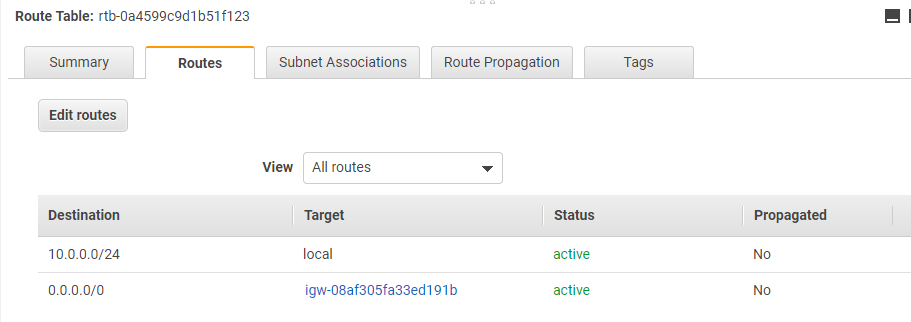 Route Table: rtb-0a4599c9d1b51f123
Summary Routes Subnet Associations Route Propagation Tags
Edit routes
View All routes
Destination Target Status Propagated
10.0.0.0/24 local active No
0.0.0.0/0 igw-08af305fa33ed191b active No